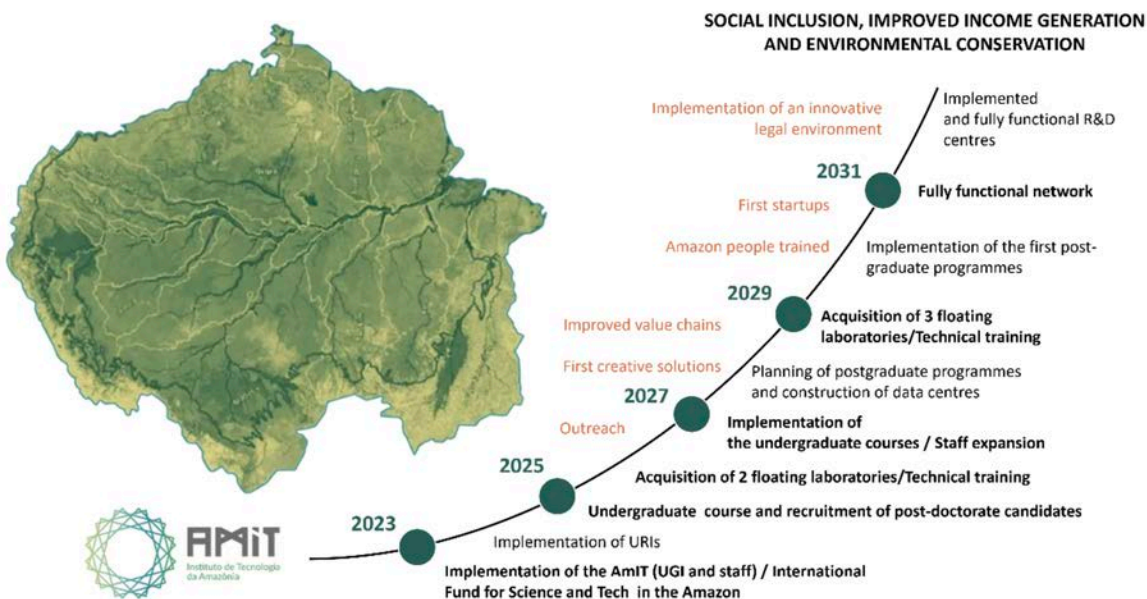 SOCIAL INCLUSION, IMPROVED INCOME GENERATION
AND ENVIRONMENTAL CONSERVATION
Implementation of an innovative
legal environment
Implemented
and fully functional R&D
centres
2031
Fully functional network
First startups
Amazon people trained
Implementation of the first post-
graduate programmes
2029
Acquisition of 3 floating
laboratories/Technical training
Improved value chains
First creative solutions
Planning of postgraduate programmes
and construction of data centres
2027
Implementation of
the undergraduate courses / Staff expansion
Outreach
2025
Acquisition of 2 floating laboratories/Technical training
Undergraduate course and recruitment of post-doctorate candidates
2023
Implementation of URIs
Implementation of the AmIT (UGI and staff) / International
Fund for Science and Tech in the Amazon
AMiT
Instituto de Tecnologia
da Amazônia